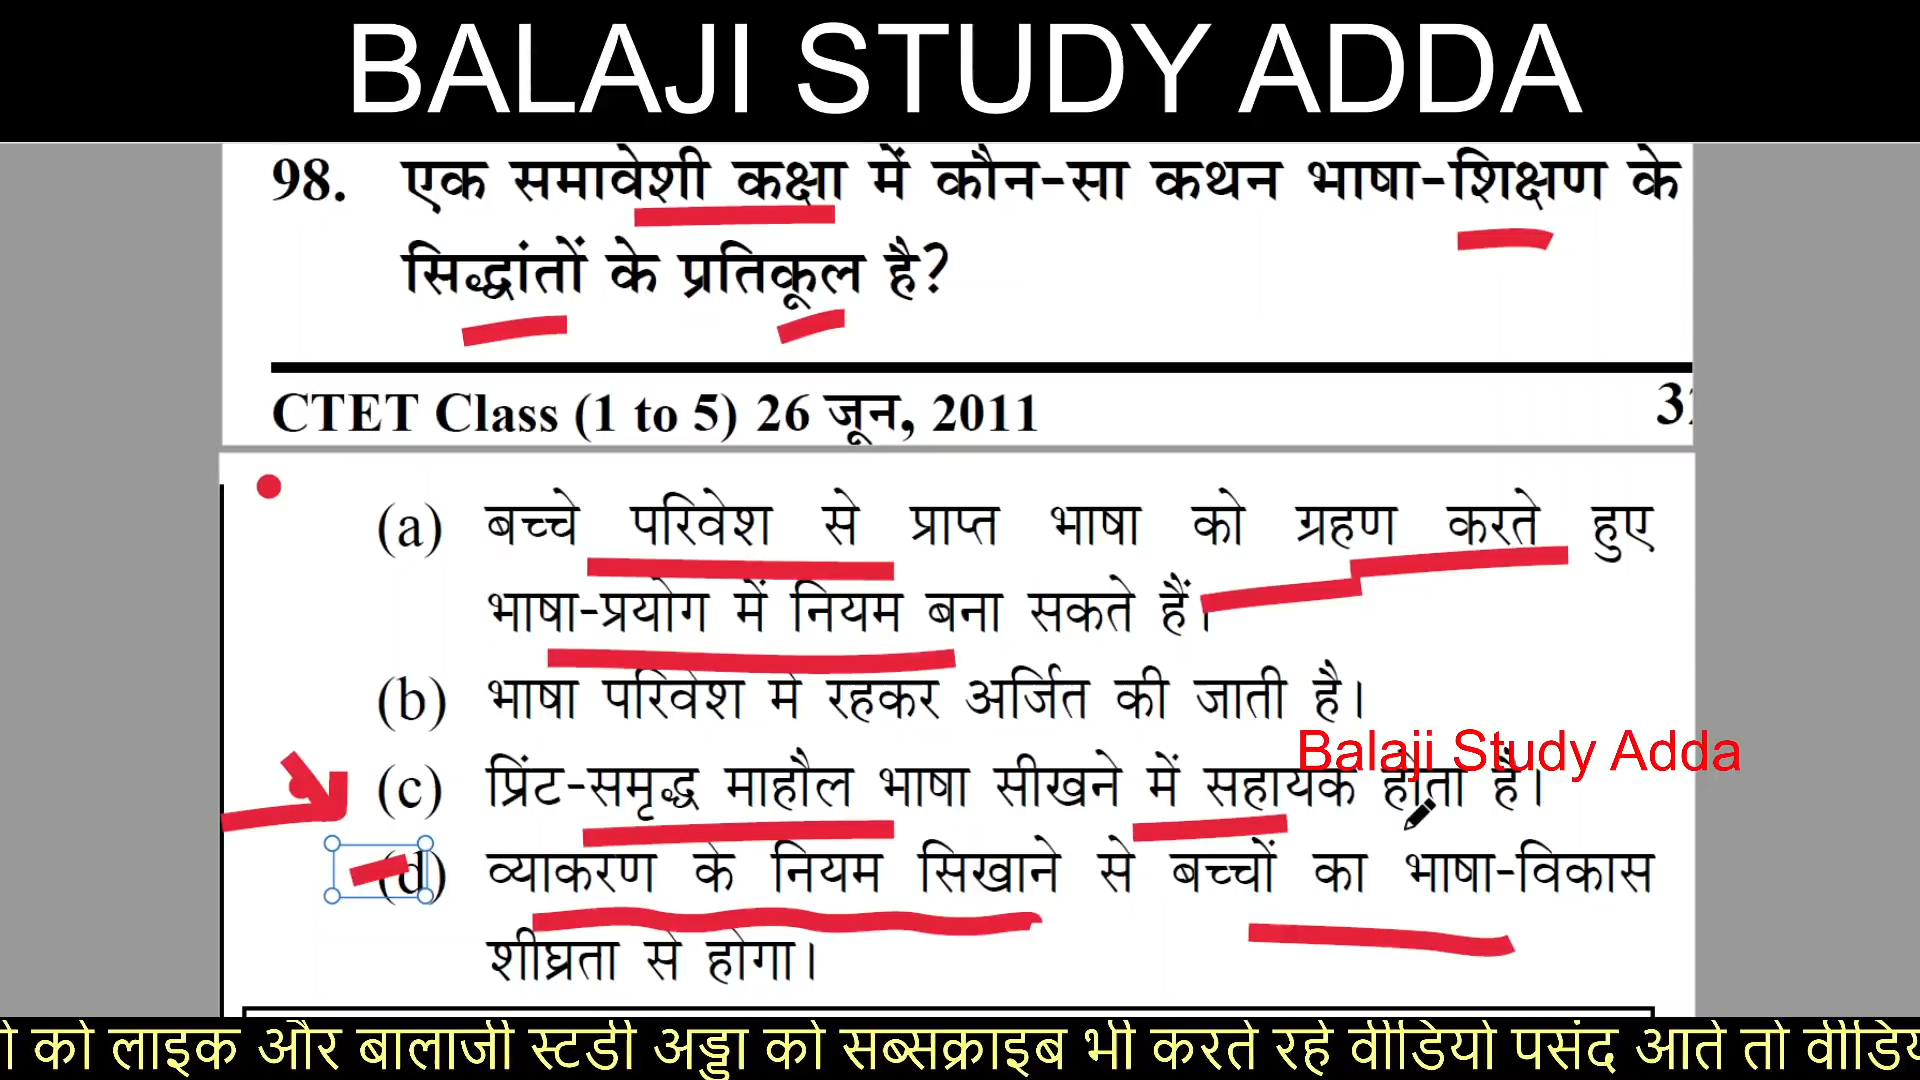 BALAJI STUDY ADDA
98. एक समावेशी कक्षा में कौन-सा कथन भाषा-शिक्षण के
सिद्धांतों के प्रतिकूल है?
CTET Class (1 to 5) 26 जून, 2011
(a) बच्चे परिवेश से प्राप्त भाषा को ग्रहण करते हुए
भाषा-प्रयोग में नियम बना सकते हैं।
(b) भाषा परिवेश में रहकर अर्जित की जाती है।
Balaji Study Adda
(c) प्रिंट-समृद्ध माहौल भाषा सीखने में सहायक होता है।
(d) व्याकरण के नियम सिखाने से बच्चों का भाषा-विकास
शीघ्रता से होगा।
को लाइक और बालाजी स्टडी अड्डा को सब्सक्राइब भी करते रहे वीडियो पसंद आते तो